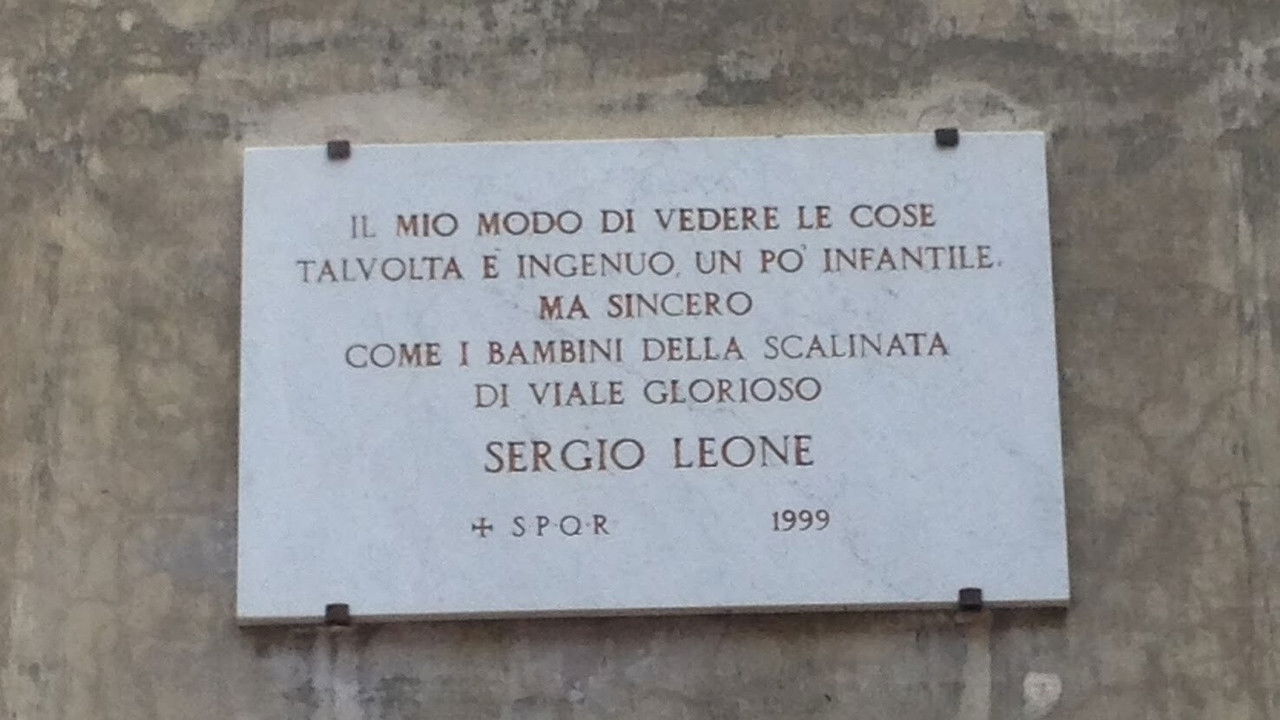 IL MIO MODO DI VEDERE LE COSE
TALVOLTA È INGENUO, UN PO' INFANTILE,
MA SINCERO
COME I BAMBINI DELLA SCALINATA
DI VIALE GLORIOSO
SERGIO LEONE
✠ S P·Q·R 1999